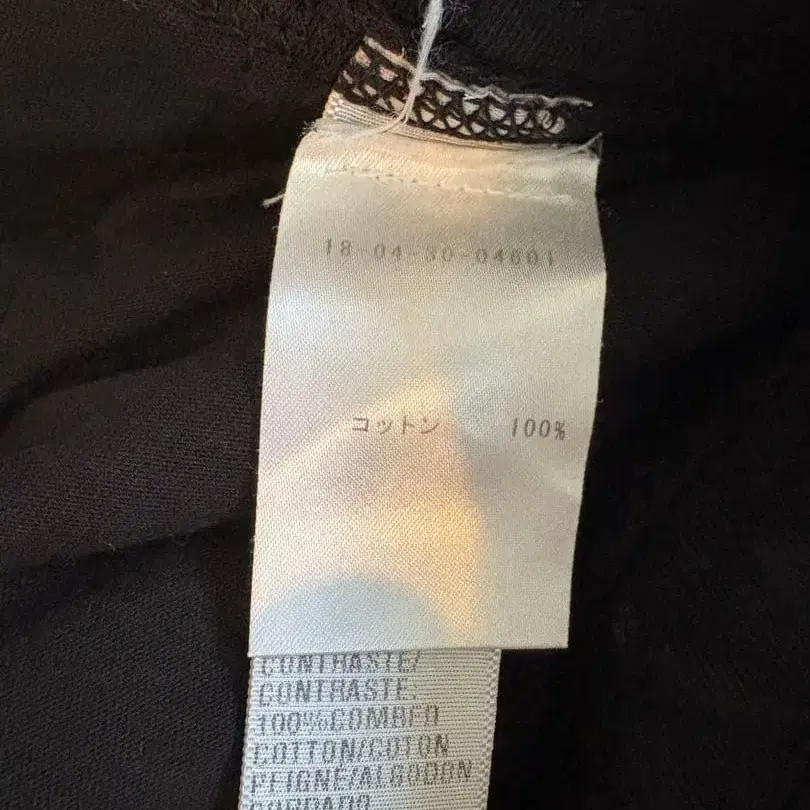 18-04-30-04601
コットン 100%
CONTRASTE/
CONTRASTE:
100%COMBED
COTTON/COTON
PEIGNE/ALGODON